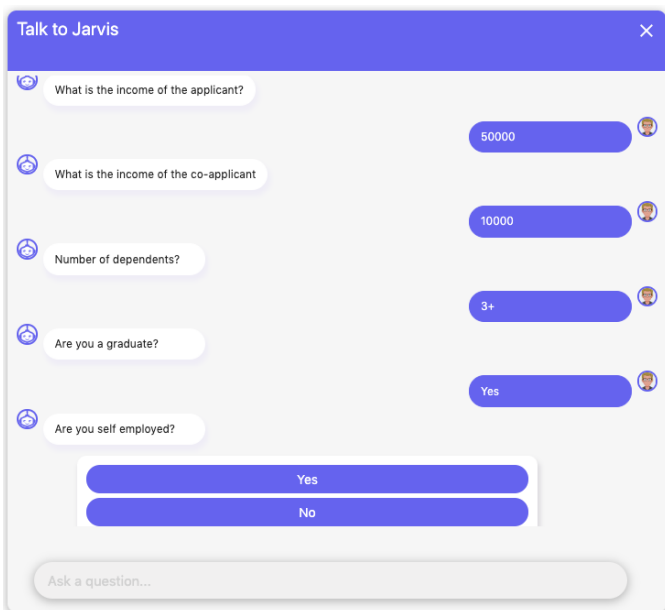 Talk to Jarvis
What is the income of the applicant?
50000
What is the income of the co-applicant
10000
Number of dependents?
3+
Are you a graduate?
Yes
Are you self employed?
Yes
No
Ask a question...